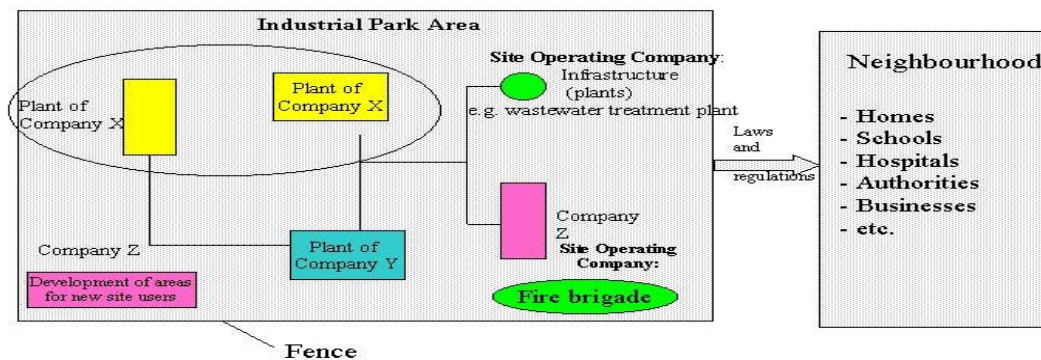 Industrial Park Area
Plant of
Company X
Plant of
Company X
Site Operating Company:
Infrastructure
(plants)
e.g. wastewater treatment plant
Company Z
Development of areas
for new site users
Plant of
Company Y
Company
Z
Site Operating
Company:
Fire brigade
Fence
Laws
and
regulations
Neighbourhood
- Homes
- Schools
- Hospitals
- Authorities
- Businesses
- etc.